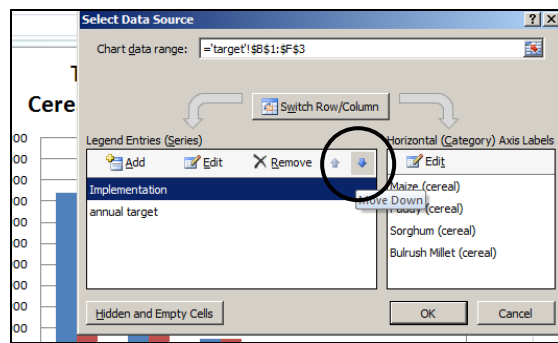 Select Data Source
Chart data range: ='target'!$B$1:$F$3
T
Cere
Switch Row/Column
Legend Entries (Series)
Horizontal (Category) Axis Labels
Add Edit Remove
Edit
Implementation
annual target
Maize (cereal)
Move Down
(cereal)
Sorghum (cereal)
Bulrush Millet (cereal)
Hidden and Empty Cells
OK Cancel
00
00
00
00
00
00
00
00
00
00